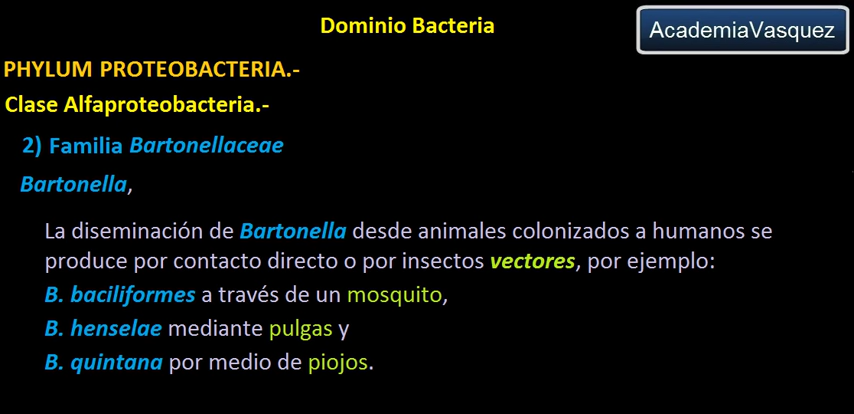 Dominio Bacteria
AcademiaVasquez
PHYLUM PROTEOBACTERIA.-
Clase Alfaproteobacteria.-
2) Familia Bartonellaceae
Bartonella,
La diseminación de Bartonella desde animales colonizados a humanos se
produce por contacto directo o por insectos vectores, por ejemplo:
B. baciliformes a través de un mosquito,
B. henselae mediante pulgas y
B. quintana por medio de piojos.